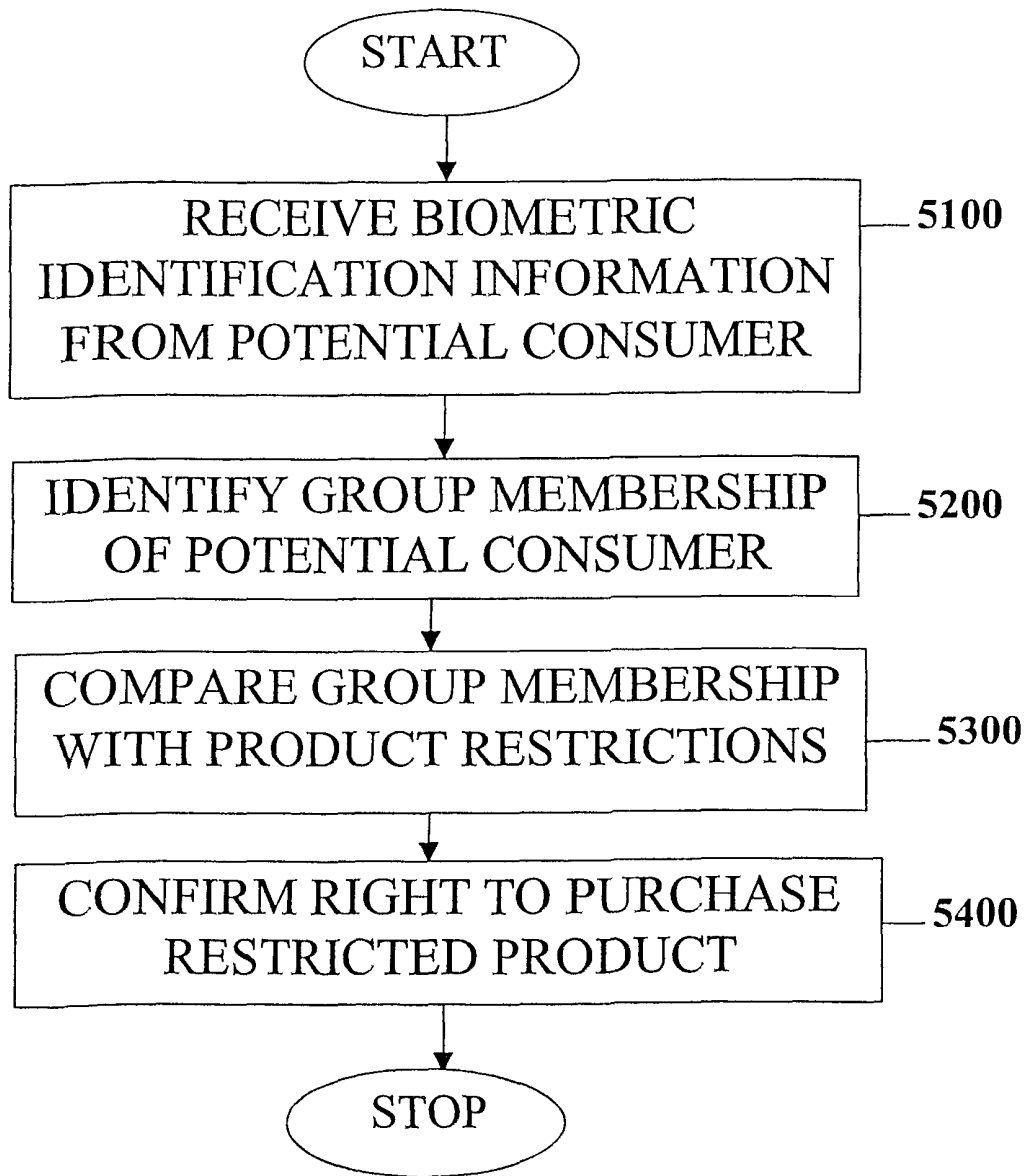 START
RECEIVE BIOMETRIC
IDENTIFICATION INFORMATION
FROM POTENTIAL CONSUMER
5100
IDENTIFY GROUP MEMBERSHIP
OF POTENTIAL CONSUMER
5200
COMPARE GROUP MEMBERSHIP
WITH PRODUCT RESTRICTIONS
5300
CONFIRM RIGHT TO PURCHASE
RESTRICTED PRODUCT
5400
STOP